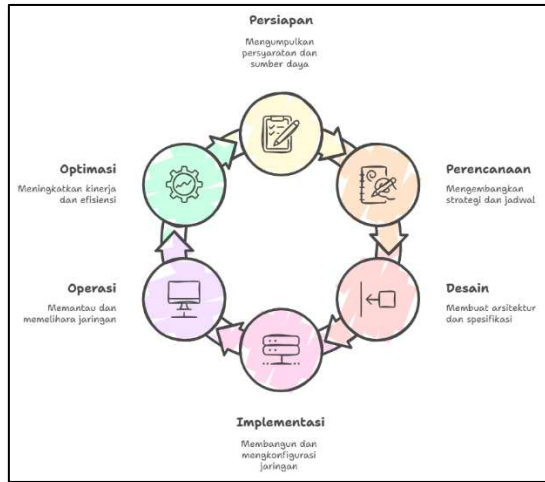 Persiapan
Mengumpulkan
persyaratan dan
sumber daya
Optimasi
Meningkatkan kinerja
dan efisiensi
Perencanaan
Mengembangkan
strategi dan jadwal
Operasi
Memantau dan
memelihara jaringan
Desain
Membuat arsitektur
dan spesifikasi
Implementasi
Membangun dan
mengkonfigurasi
jaringan